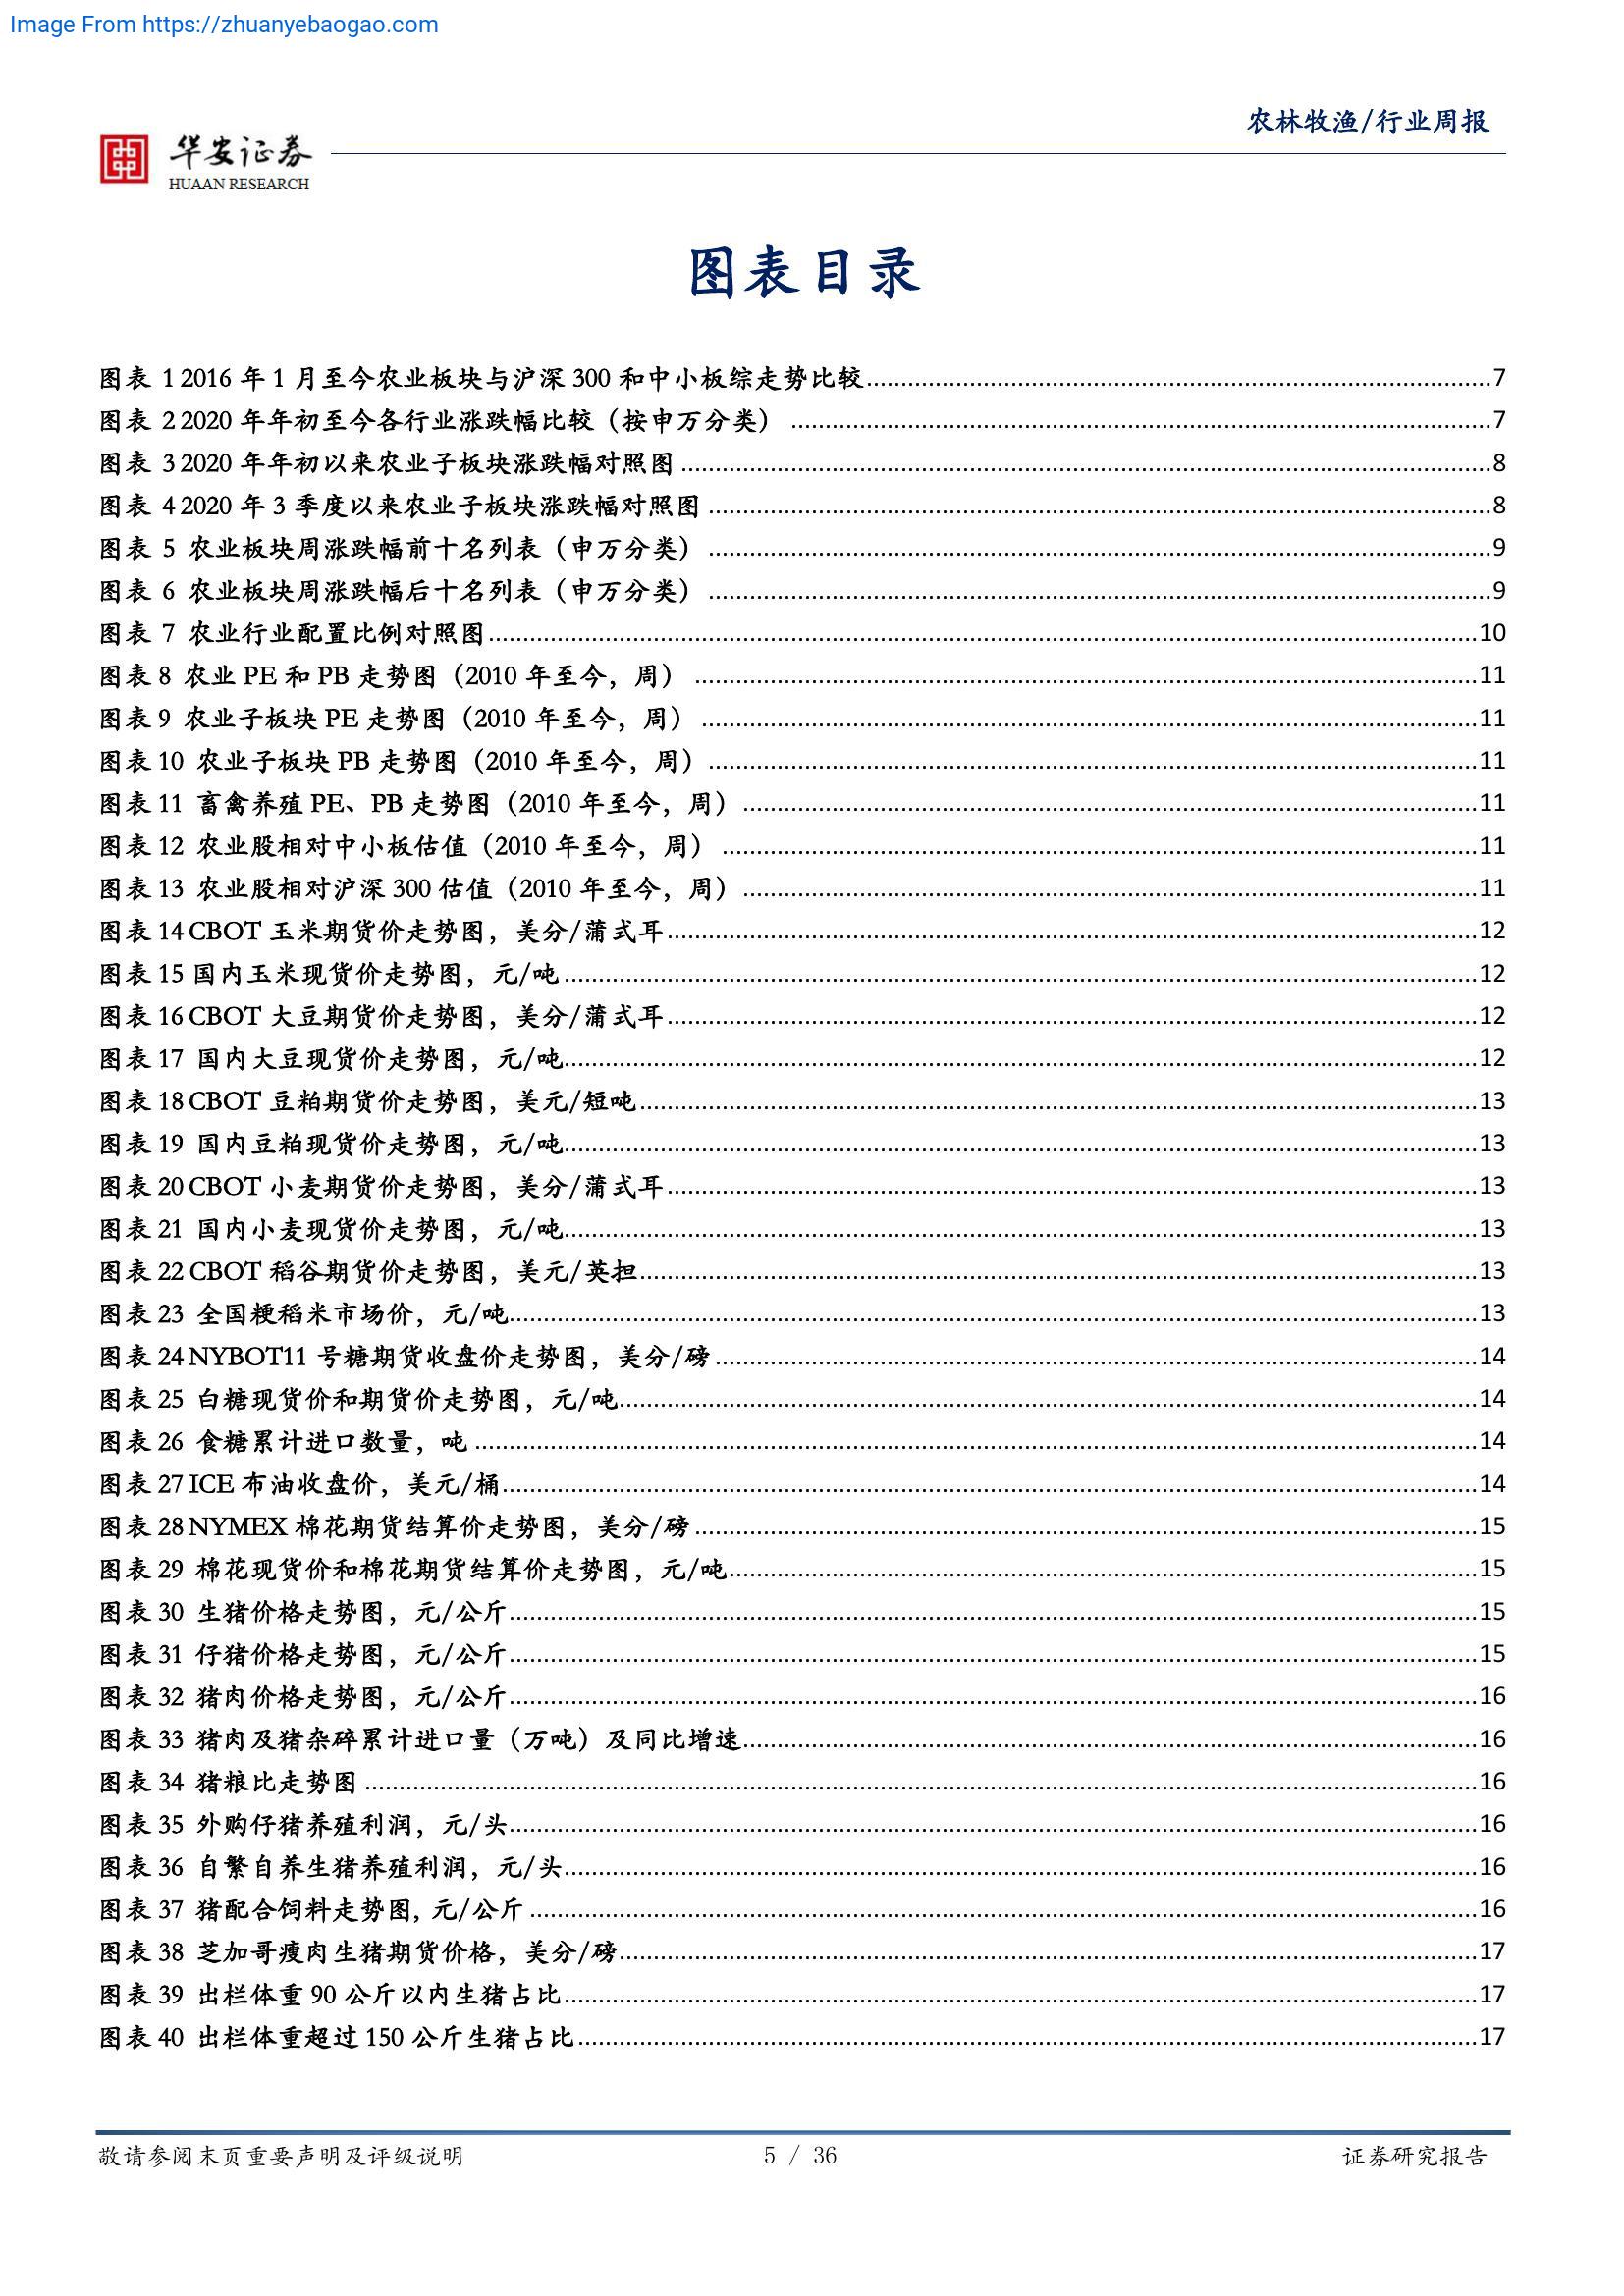 Image From https://zhuanyebaogao.com
农林牧渔/行业周报
华安证券
HUAAN RESEARCH
图表目录
图表 1 2016 年 1 月至今农业板块与沪深 300 和中小板综走势比较 7
图表 2 2020 年年初至今各行业涨跌幅比较（按申万分类） 7
图表 3 2020 年年初以来农业子板块涨跌幅对照图 8
图表 4 2020 年 3 季度以来农业子板块涨跌幅对照图 8
图表 5 农业板块周涨跌幅前十名列表（申万分类） 9
图表 6 农业板块周涨跌幅后十名列表（申万分类） 9
图表 7 农业行业配置比例对照图 10
图表 8 农业 PE 和 PB 走势图（2010 年至今，周） 11
图表 9 农业子板块 PE 走势图（2010 年至今，周） 11
图表 10 农业子板块 PB 走势图（2010 年至今，周） 11
图表 11 畜禽养殖 PE、PB 走势图（2010 年至今，周） 11
图表 12 农业股相对中小板估值（2010 年至今，周） 11
图表 13 农业股相对沪深 300 估值（2010 年至今，周） 11
图表 14 CBOT 玉米期货价走势图，美分/蒲式耳 12
图表 15 国内玉米现货价走势图，元/吨 12
图表 16 CBOT 大豆期货价走势图，美分/蒲式耳 12
图表 17 国内大豆现货价走势图，元/吨 12
图表 18 CBOT 豆粕期货价走势图，美元/短吨 13
图表 19 国内豆粕现货价走势图，元/吨 13
图表 20 CBOT 小麦期货价走势图，美分/蒲式耳 13
图表 21 国内小麦现货价走势图，元/吨 13
图表 22 CBOT 稻谷期货价走势图，美元/英担 13
图表 23 全国粳稻米市场价，元/吨 13
图表 24 NYBOT11 号糖期货收盘价走势图，美分/磅 14
图表 25 白糖现货价和期货价走势图，元/吨 14
图表 26 食糖累计进口数量，吨 14
图表 27 ICE 布油收盘价，美元/桶 14
图表 28 NYMEX 棉花期货结算价走势图，美分/磅 15
图表 29 棉花现货价和棉花期货结算价走势图，元/吨 15
图表 30 生猪价格走势图，元/公斤 15
图表 31 仔猪价格走势图，元/公斤 15
图表 32 猪肉价格走势图，元/公斤 16
图表 33 猪肉及猪杂碎累计进口量（万吨）及同比增速 16
图表 34 猪粮比走势图 16
图表 35 外购仔猪养殖利润，元/头 16
图表 36 自繁自养生猪养殖利润，元/头 16
图表 37 猪配合饲料走势图, 元/公斤 16
图表 38 芝加哥瘦肉生猪期货价格，美分/磅 17
图表 39 出栏体重 90 公斤以内生猪占比 17
图表 40 出栏体重超过 150 公斤生猪占比 17
敬请参阅末页重要声明及评级说明
5 / 36
证券研究报告